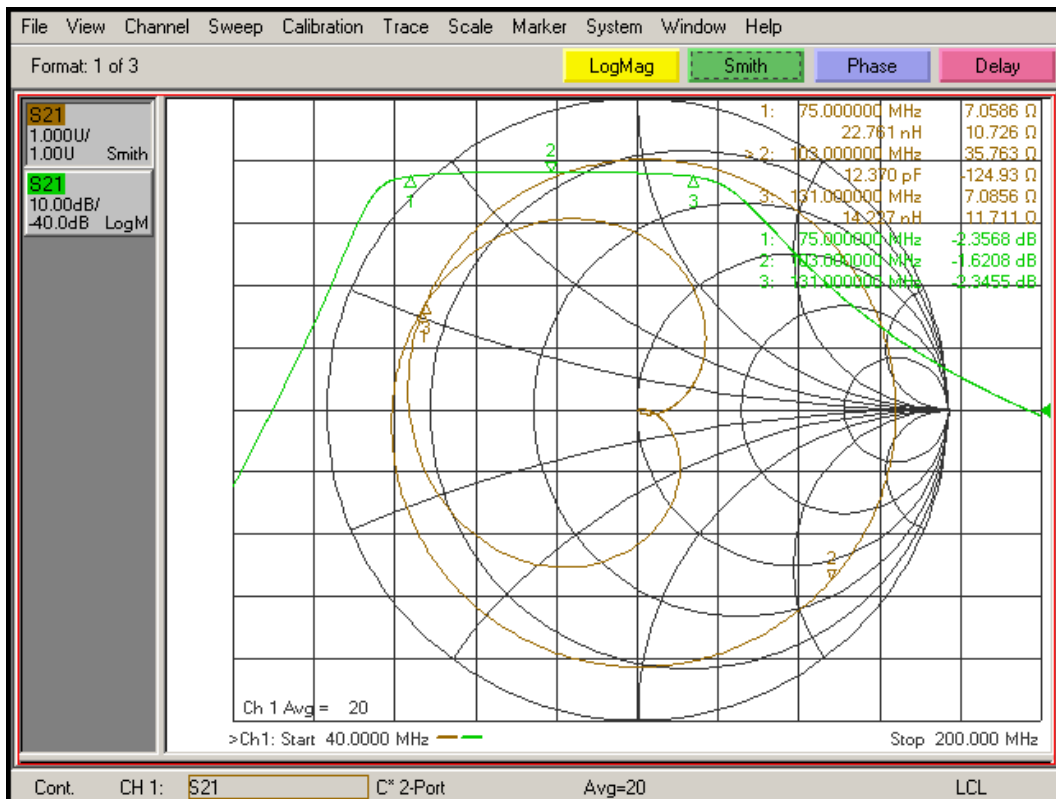 File View Channel Sweep Calibration Trace Scale Marker System Window Help
Format: 1 of 3
LogMag Smith Phase Delay
S21
1.000U/
1.00U Smith
S21
10.00dB/
-40.0dB LogM
1: 75.000000 MHz 7.0586 Ω
22.761 nH 10.726 Ω
> 2: 103.000000 MHz 35.763 Ω
12.370 pF -124.93 Ω
3: 131.000000 MHz 7.0856 Ω
14.227 nH 11.711 Ω
1: 75.000000 MHz -2.3568 dB
2: 103.000000 MHz -1.6208 dB
3: 131.000000 MHz -2.3455 dB
2
1
3
3
1
2
Ch 1 Avg = 20
>Ch1: Start 40.0000 MHz
Stop 200.000 MHz
Cont. CH 1: S21 C* 2-Port Avg=20 LCL